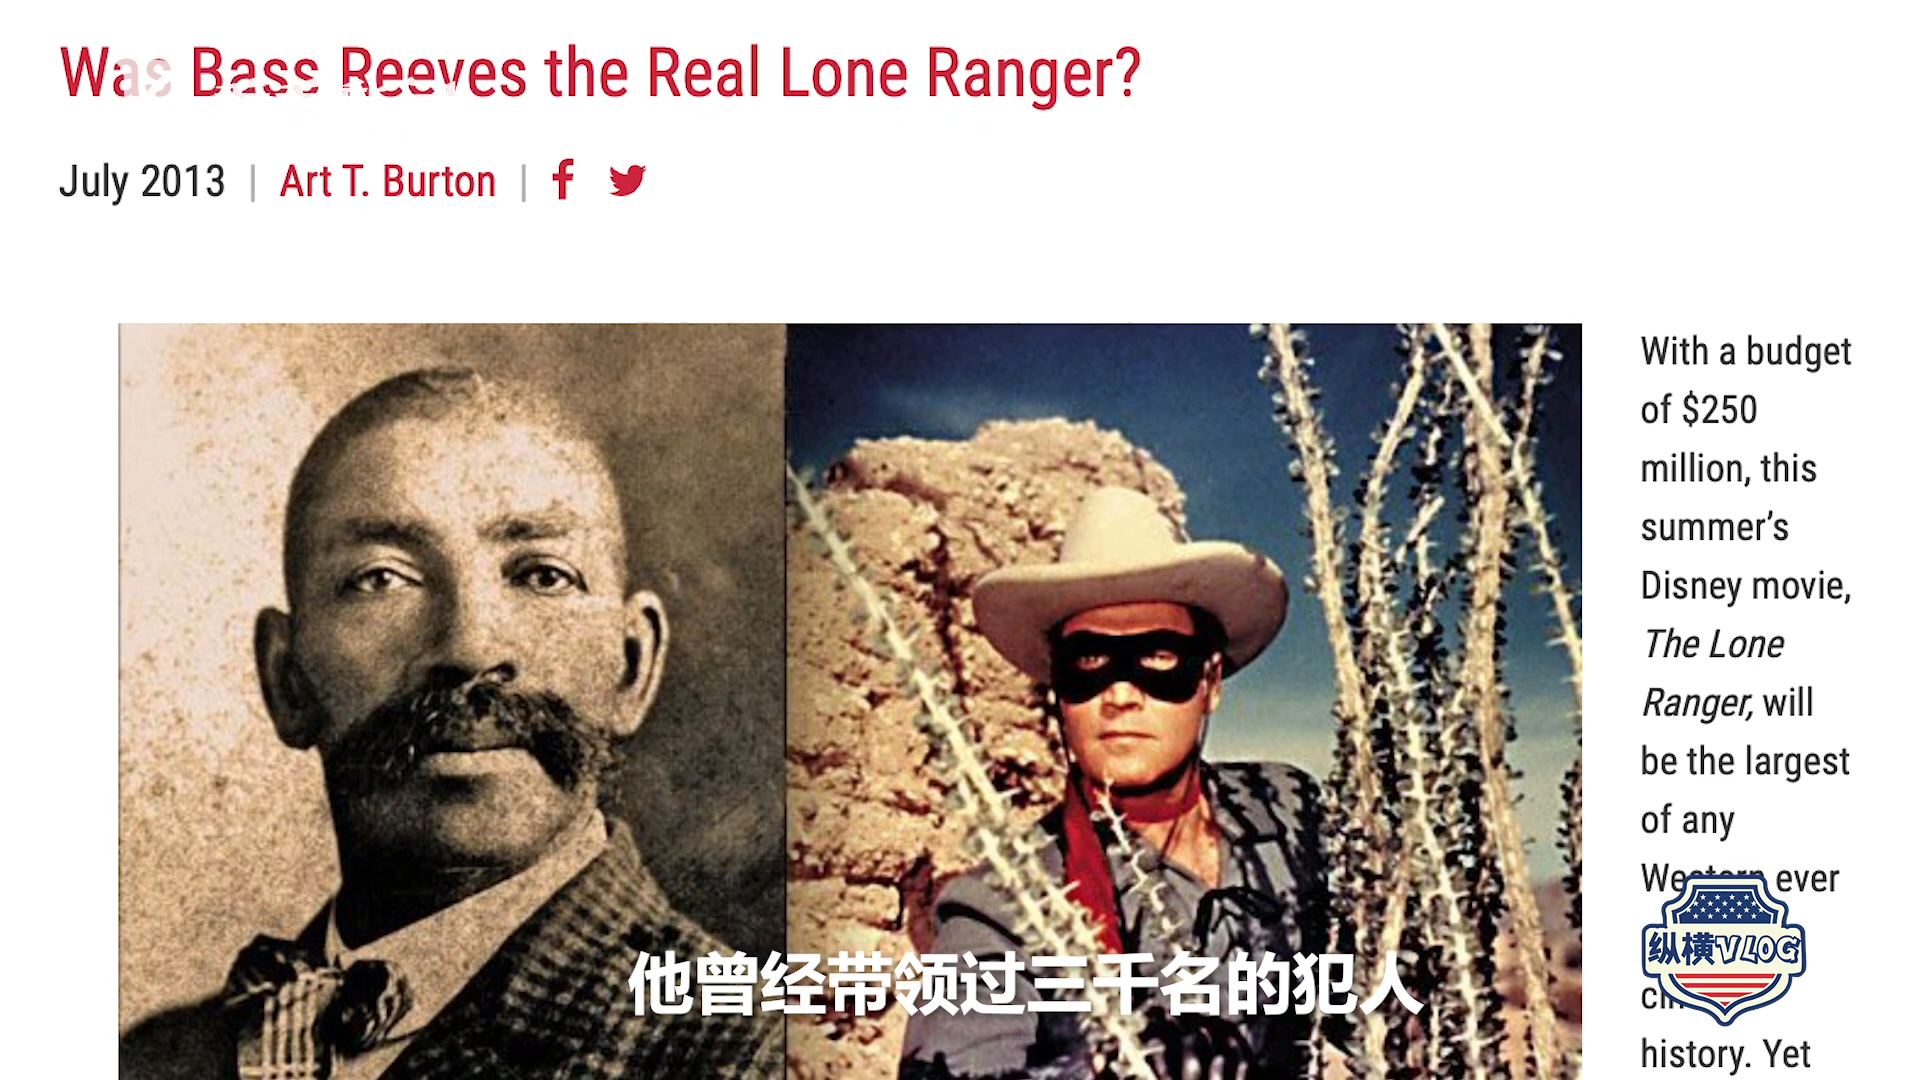 Was Bass Reeves the Real Lone Ranger?
July 2013 | Art T. Burton |
With a budget
of $250
million, this
summer’s
Disney movie,
The Lone
Ranger, will
be the largest
of any
Western ever
history. Yet
他曾经带领过三千名的犯人
纵横VLOG